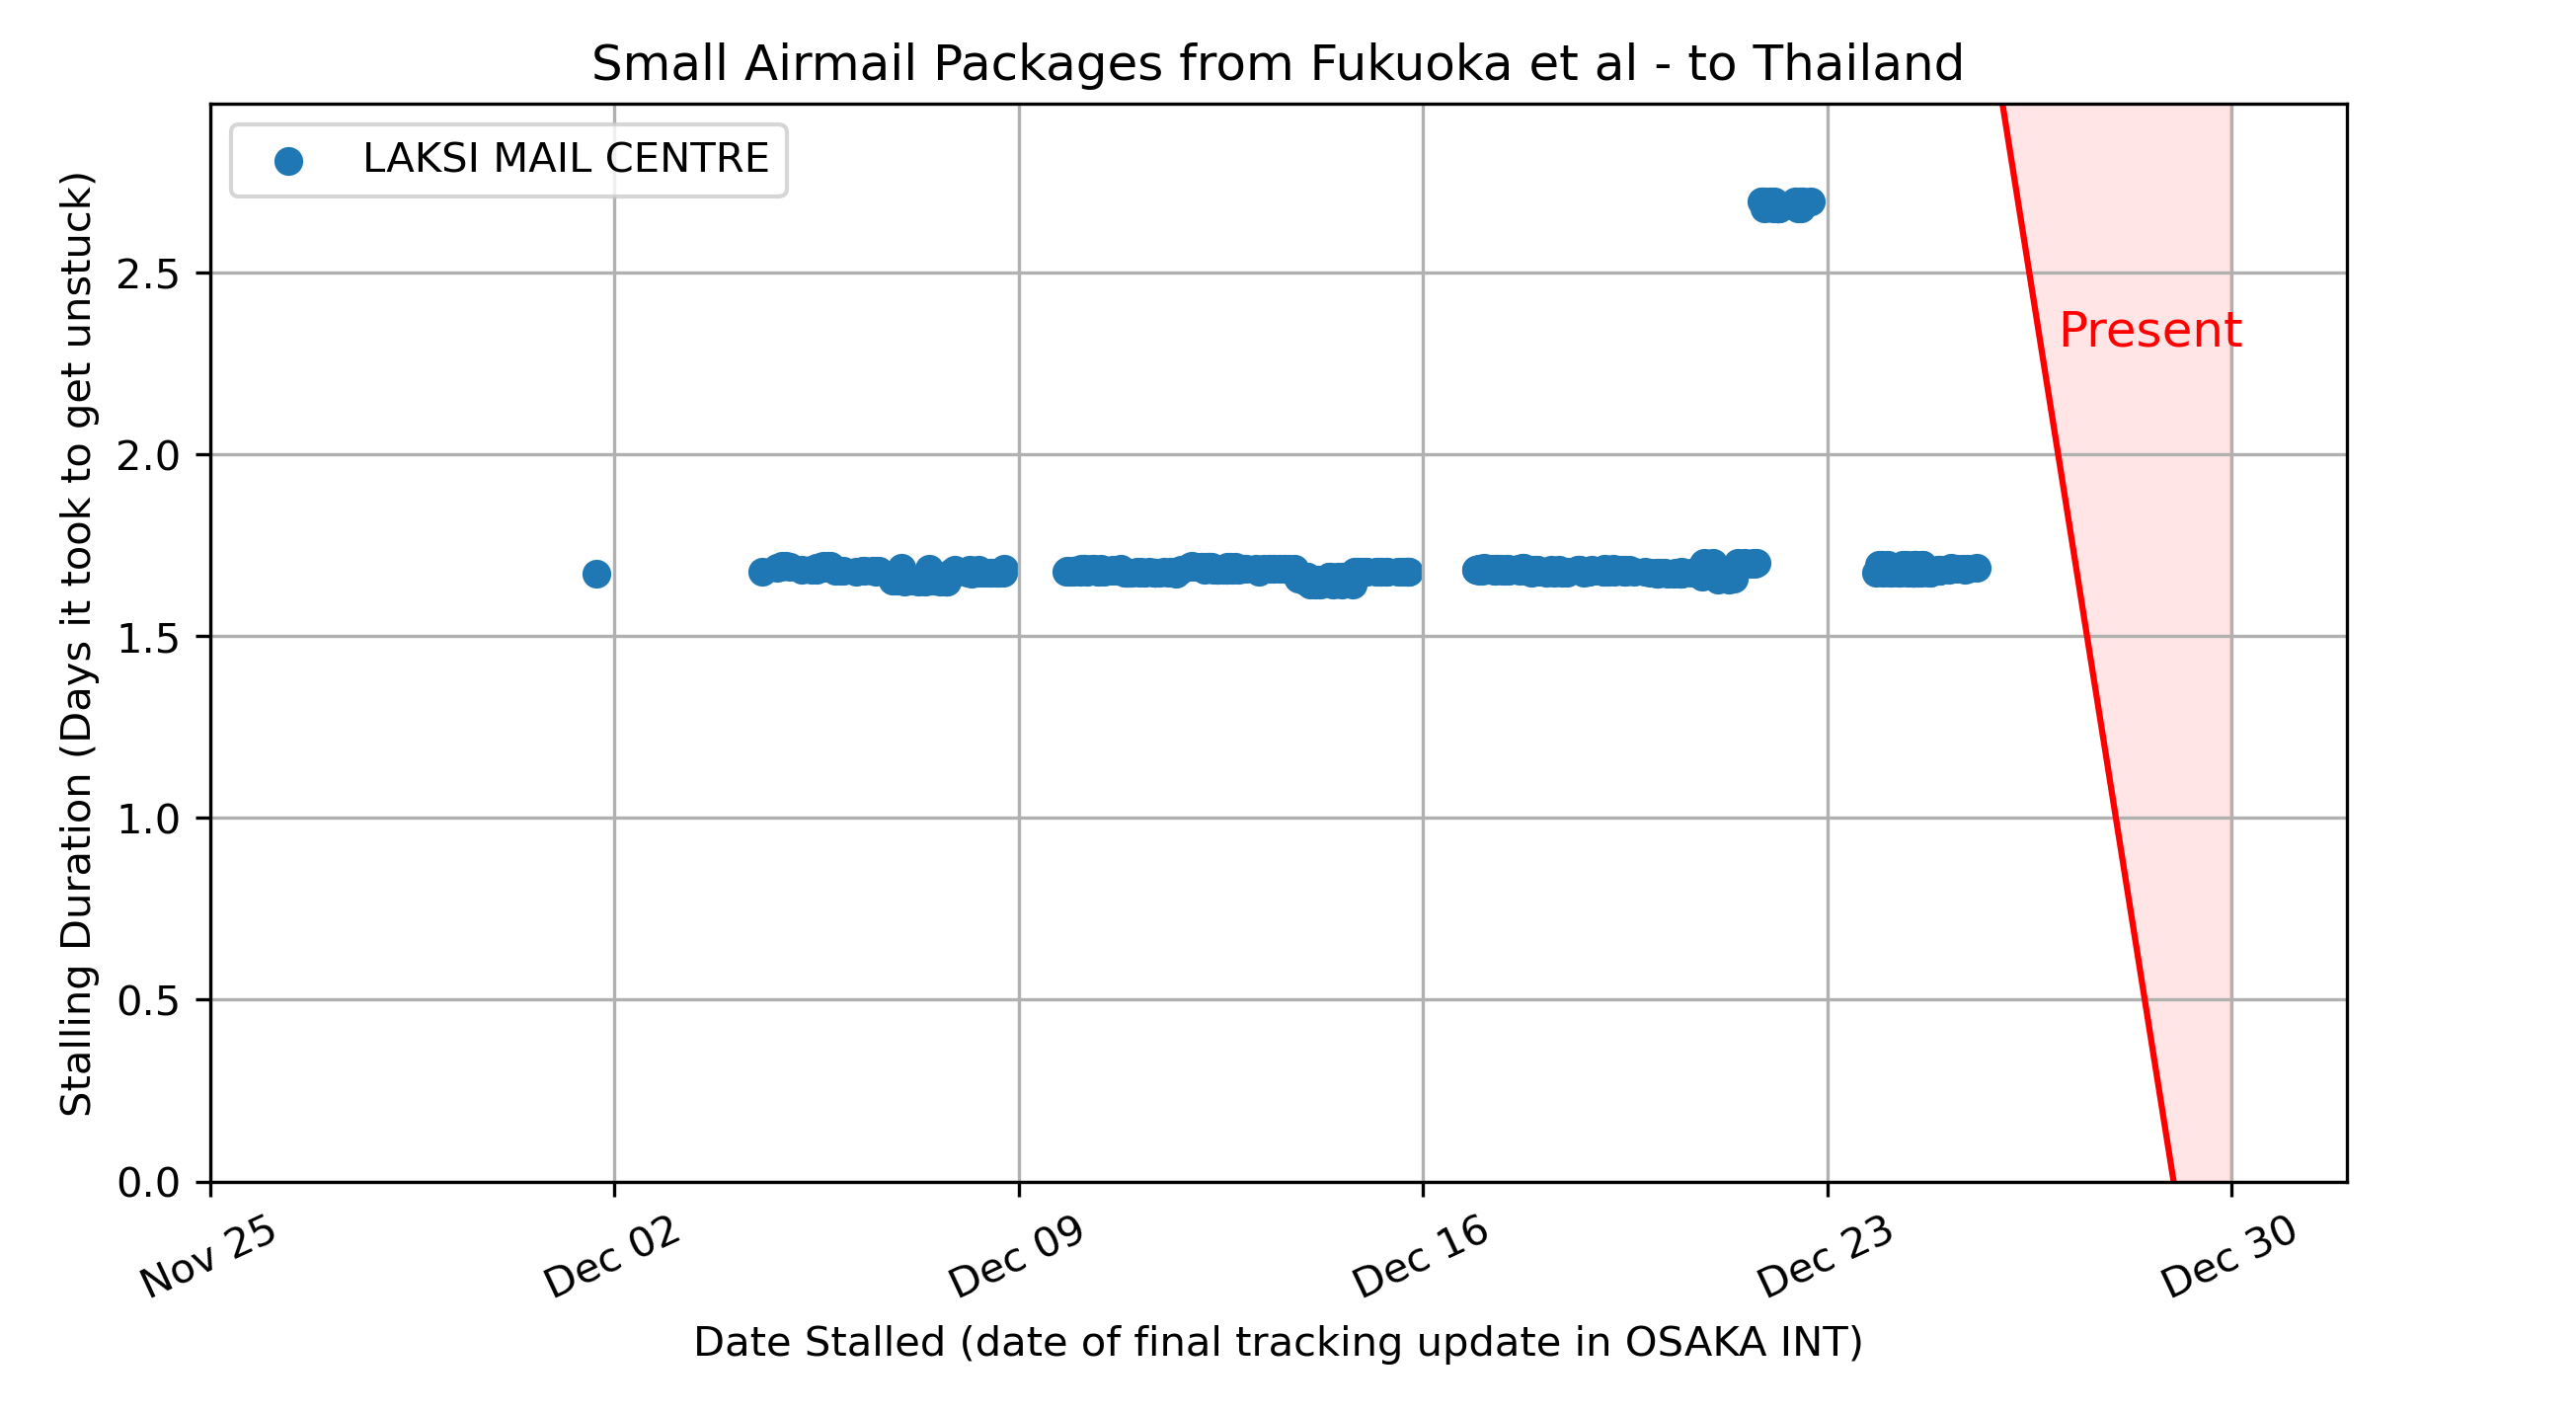 Small Airmail Packages from Fukuoka et al - to Thailand
LAKSI MAIL CENTRE
Present
Stalling Duration (Days it took to get unstuck)
2.5
2.0
1.5
1.0
0.5
0.0
Nov 25
Dec 02
Dec 09
Dec 16
Dec 23
Dec 30
Date Stalled (date of final tracking update in OSAKA INT)